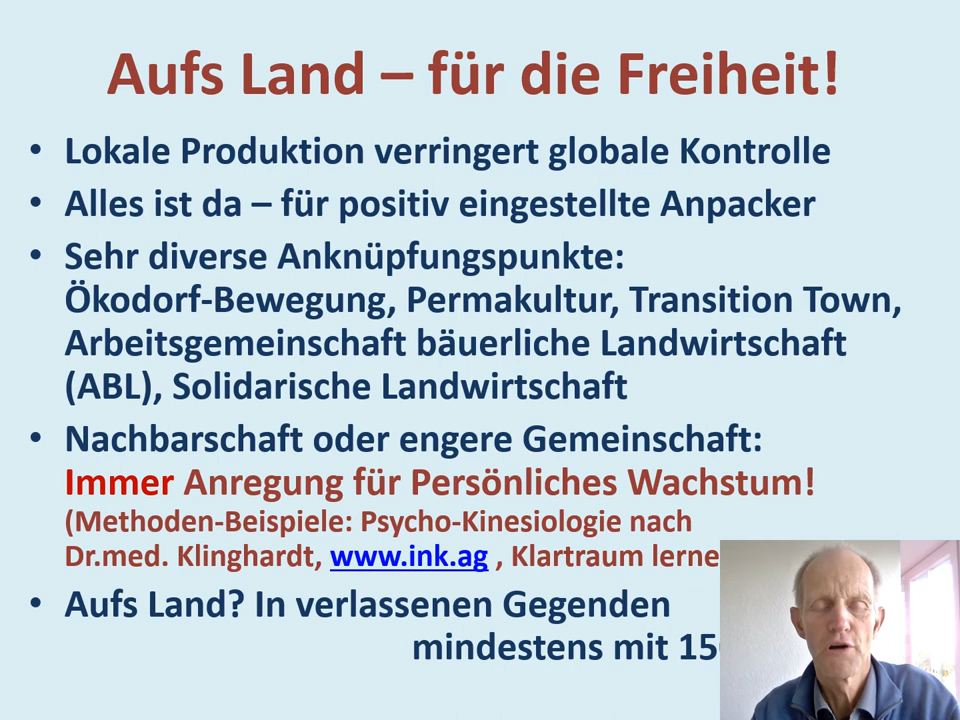 Aufs Land – für die Freiheit!
• Lokale Produktion verringert globale Kontrolle
• Alles ist da – für positiv eingestellte Anpacker
• Sehr diverse Anknüpfungspunkte:
Ökodorf-Bewegung, Permakultur, Transition Town,
Arbeitsgemeinschaft bäuerliche Landwirtschaft
(ABL), Solidarische Landwirtschaft
• Nachbarschaft oder engere Gemeinschaft:
Immer Anregung für Persönliches Wachstum!
(Methoden-Beispiele: Psycho-Kinesiologie nach
Dr.med. Klinghardt, www.ink.ag , Klartraum lerne
• Aufs Land? In verlassenen Gegenden
mindestens mit